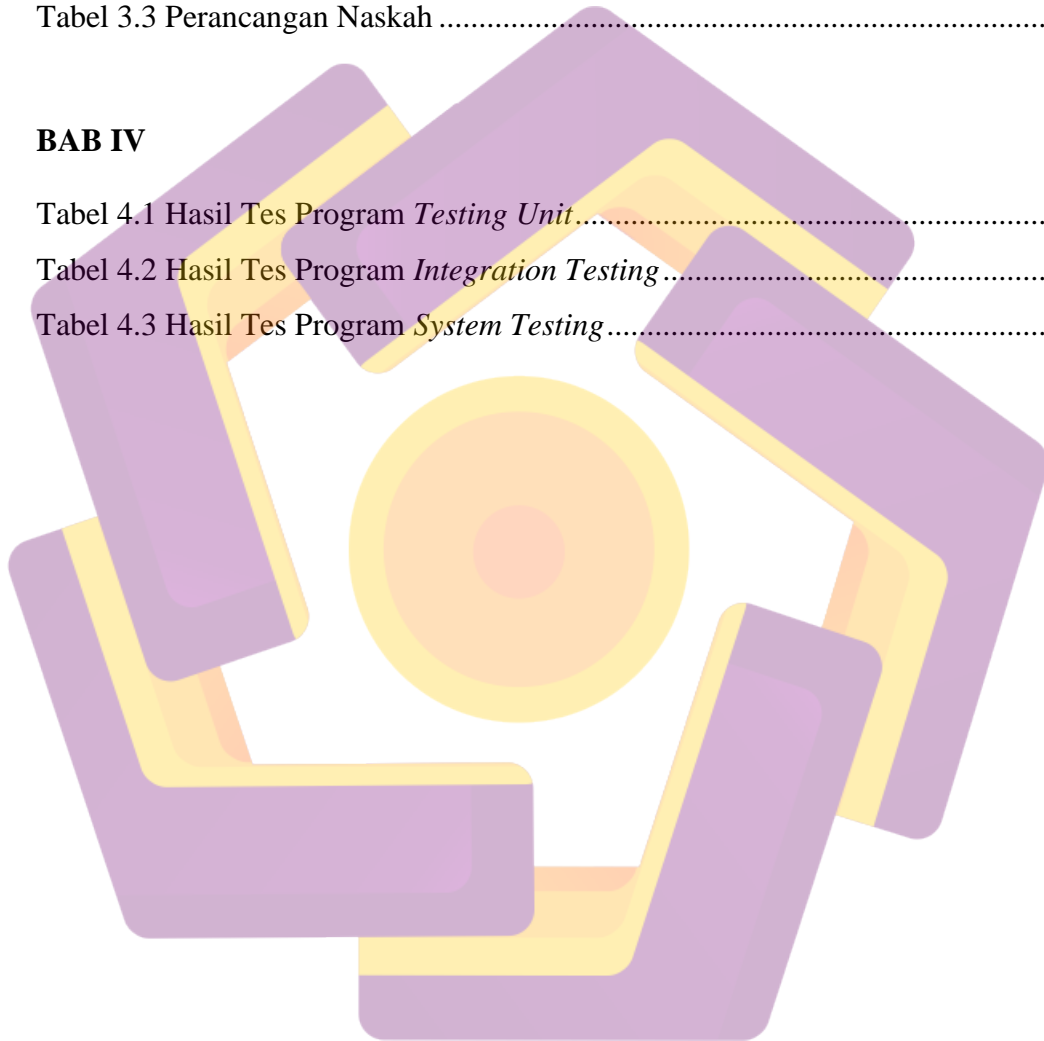 Tabel 3.3 Perancangan Naskah ..........................................................................
BAB IV
Tabel 4.1 Hasil Tes Program Testing Unit..........................................................
Tabel 4.2 Hasil Tes Program Integration Testing ...............................................
Tabel 4.3 Hasil Tes Program System Testing......................................................